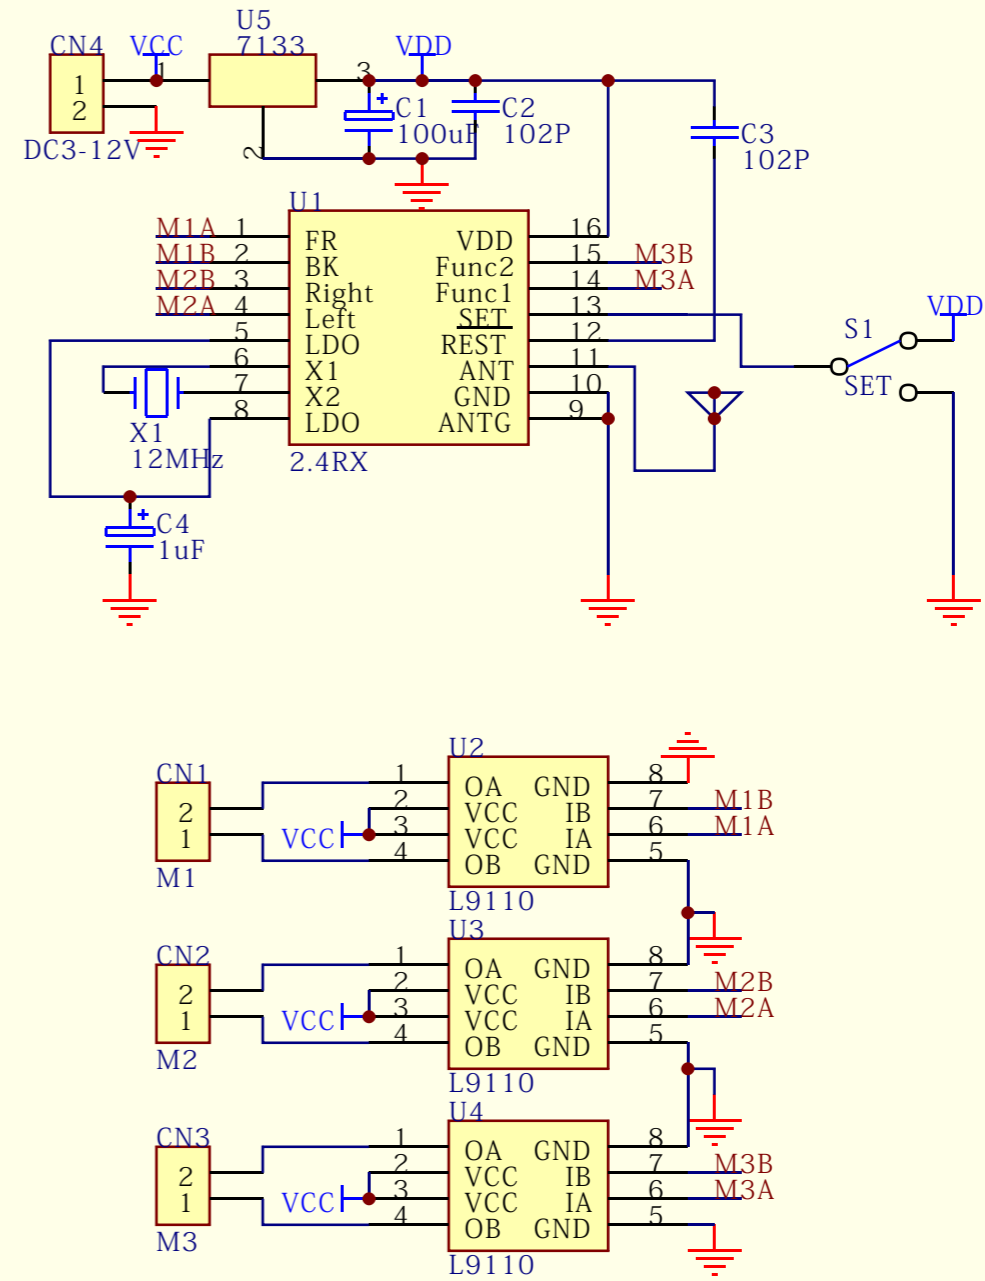 U5
CN4 VCC 7133 VDD
1 1 3
2 2 C1 C2 C3
DC3-12V 100uF 102P 102P
U1
M1A 1 FR VDD 16
M1B 2 BK Func2 15 M3B
M2B 3 Right Func1 14 M3A
M2A 4 Left SET 13
5 LDO REST 12
6 X1 ANT 11
7 X2 GND 10
8 LDO ANTG 9
X1
12MHz 2.4RX
S1 VDD
SET
C4
1uF
U2
CN1 1 OA GND 8
2 2 VCC IB 7 M1B
1 VCC 3 VCC IA 6 M1A
4 OB GND 5
M1 L9110
U3
CN2 1 OA GND 8
2 2 VCC IB 7 M2B
1 VCC 3 VCC IA 6 M2A
4 OB GND 5
M2 L9110
U4
CN3 1 OA GND 8
2 2 VCC IB 7 M3B
1 VCC 3 VCC IA 6 M3A
4 OB GND 5
M3 L9110